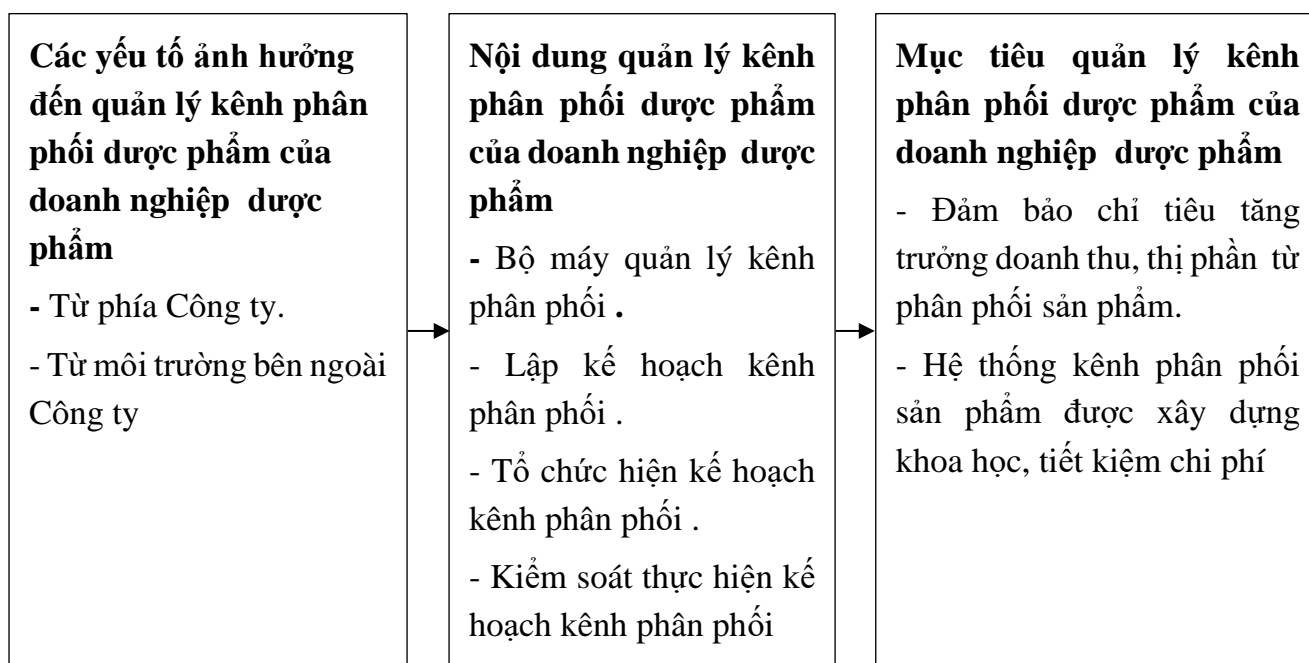 Các yếu tố ảnh hưởng
đến quản lý kênh phân
phối dược phẩm của
doanh nghiệp dược
phẩm
- Từ phía Công ty.
- Từ môi trường bên ngoài
Công ty
Nội dung quản lý kênh
phân phối dược phẩm
của doanh nghiệp dược
phẩm
- Bộ máy quản lý kênh
phân phối .
- Lập kế hoạch kênh
phân phối .
- Tổ chức hiện kế hoạch
kênh phân phối .
- Kiểm soát thực hiện kế
hoạch kênh phân phối
Mục tiêu quản lý kênh
phân phối dược phẩm của
doanh nghiệp dược phẩm
- Đảm bảo chỉ tiêu tăng
trưởng doanh thu, thị phần từ
phân phối sản phẩm.
- Hệ thống kênh phân phối
sản phẩm được xây dựng
khoa học, tiết kiệm chi phí